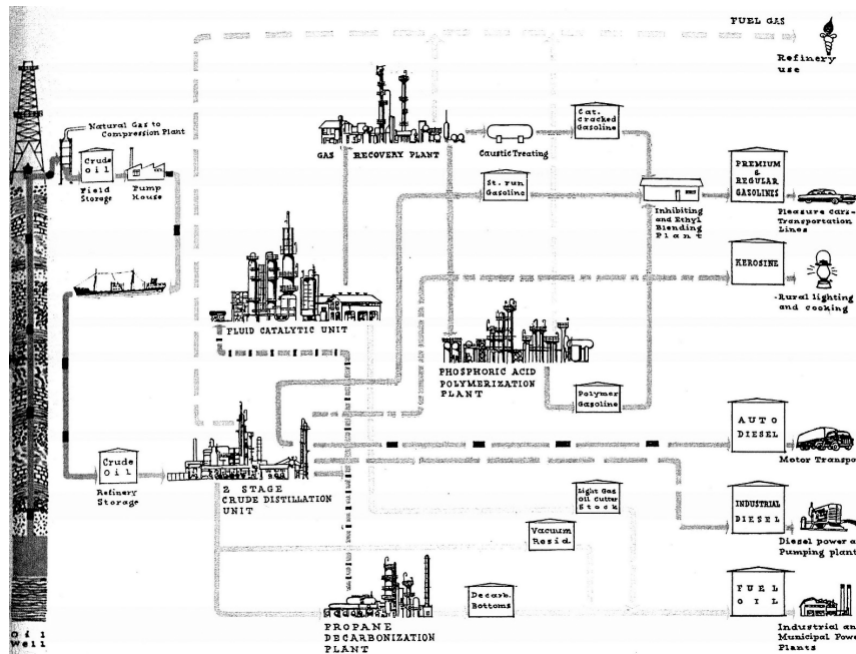 FUEL GAS
Refinery
use
Natural Gas to
Compression Plant
Crude
Oil
Field
Storage
Pump
House
GAS RECOVERY PLANT
Caustic Treating
Cat.
cracked
Gasoline
St. run
Gasoline
Inhibiting
and Ethyl
Blending
Plant
PREMIUM
&
REGULAR
GASOLINES
Pleasure Cars-
Transportation
Lines
KEROSINE
-Rural lighting
and cooking
FLUID CATALYTIC UNIT
PHOSPHORIC ACID
POLYMERIZATION
PLANT
Polymer
Gasoline
AUTO
DIESEL
Motor Transpo
Crude
Oil
Refinery
Storage
2 STAGE
CRUDE DISTILLATION
UNIT
Light Gas
Oil Cutter
Stock
Vacuum
Resid.
INDUSTRIAL
DIESEL
Diesel power a
Pumping plant
Decarb.
Bottoms
FUEL
OIL
Industrial an
Municipal Powe
Plants
PROPANE
DECARBONIZATION
PLANT
Oil
Well